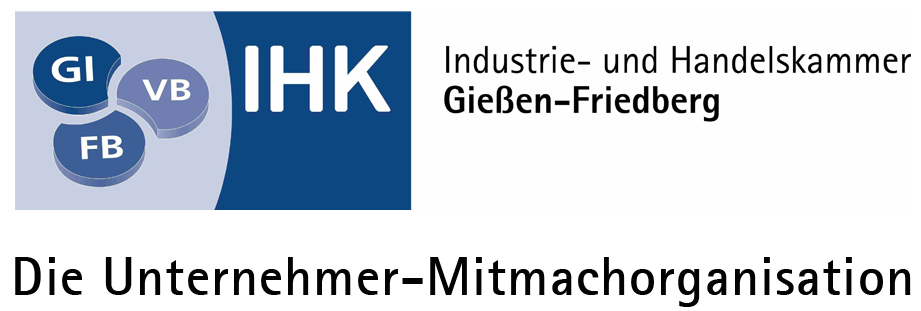 GI
VB
FB
IHK
Industrie- und Handelskammer
Gießen-Friedberg
Die Unternehmer-Mitmachorganisation